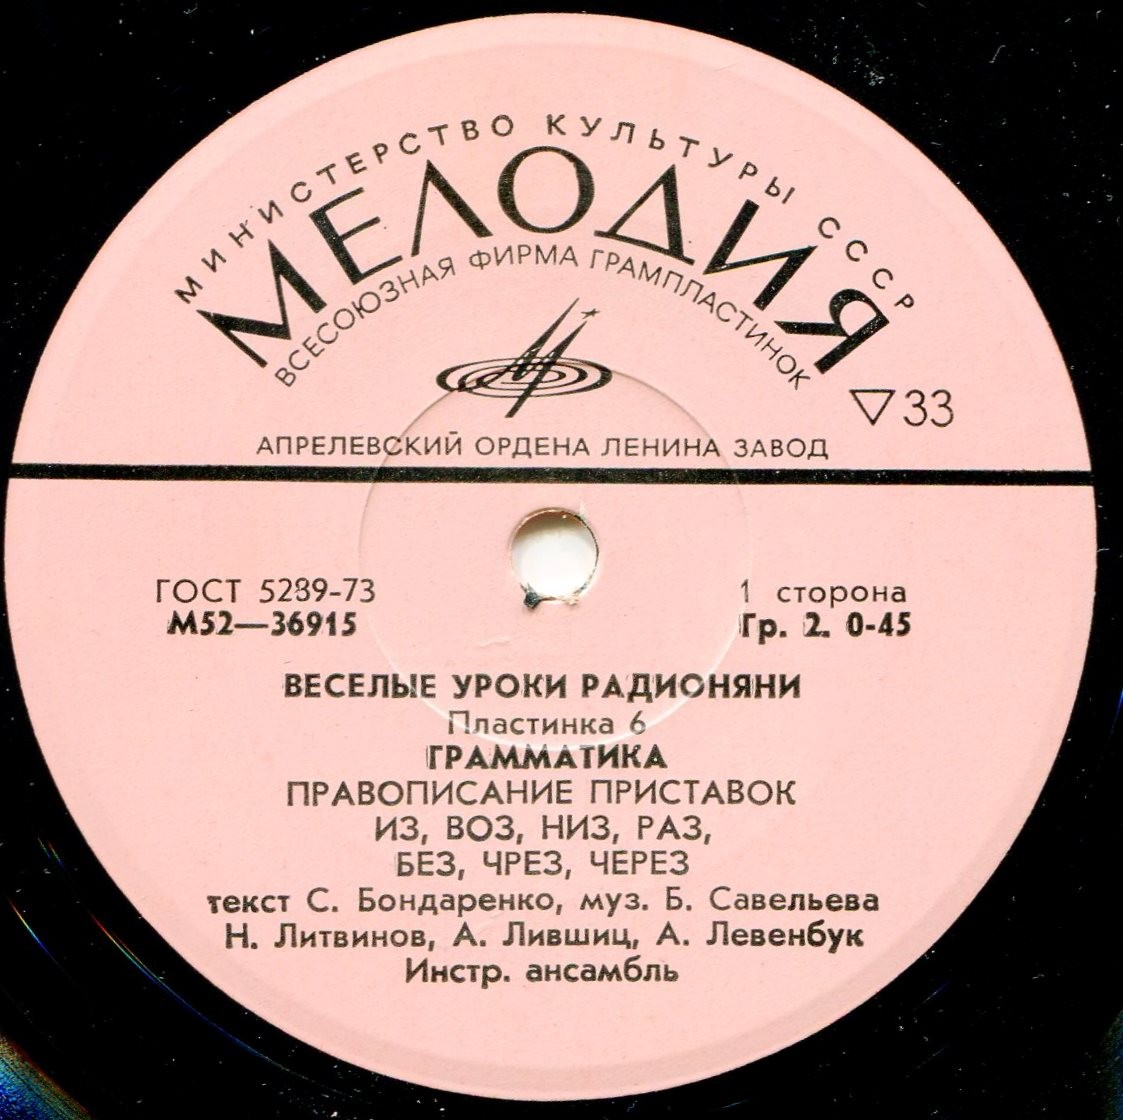 МИНИСТЕРСТВО КУЛЬТУРЫ СССР
МЕЛОДИЯ
ВСЕСОЮЗНАЯ ФИРМА ГРАМПЛАСТИНОК
▽33
АПРЕЛЕВСКИЙ ОРДЕНА ЛЕНИНА ЗАВОД
ГОСТ 5289-73
М52—36915
1 сторона
Гр. 2. 0-45
ВЕСЕЛЫЕ УРОКИ РАДИОНЯНИ
Пластинка 6
ГРАММАТИКА
ПРАВОПИСАНИЕ ПРИСТАВОК
ИЗ, ВОЗ, НИЗ, РАЗ,
БЕЗ, ЧРЕЗ, ЧЕРЕЗ
текст С. Бондаренко, муз. Б. Савельева
Н. Литвинов, А. Лившиц, А. Левенбук
Инстр. ансамбль